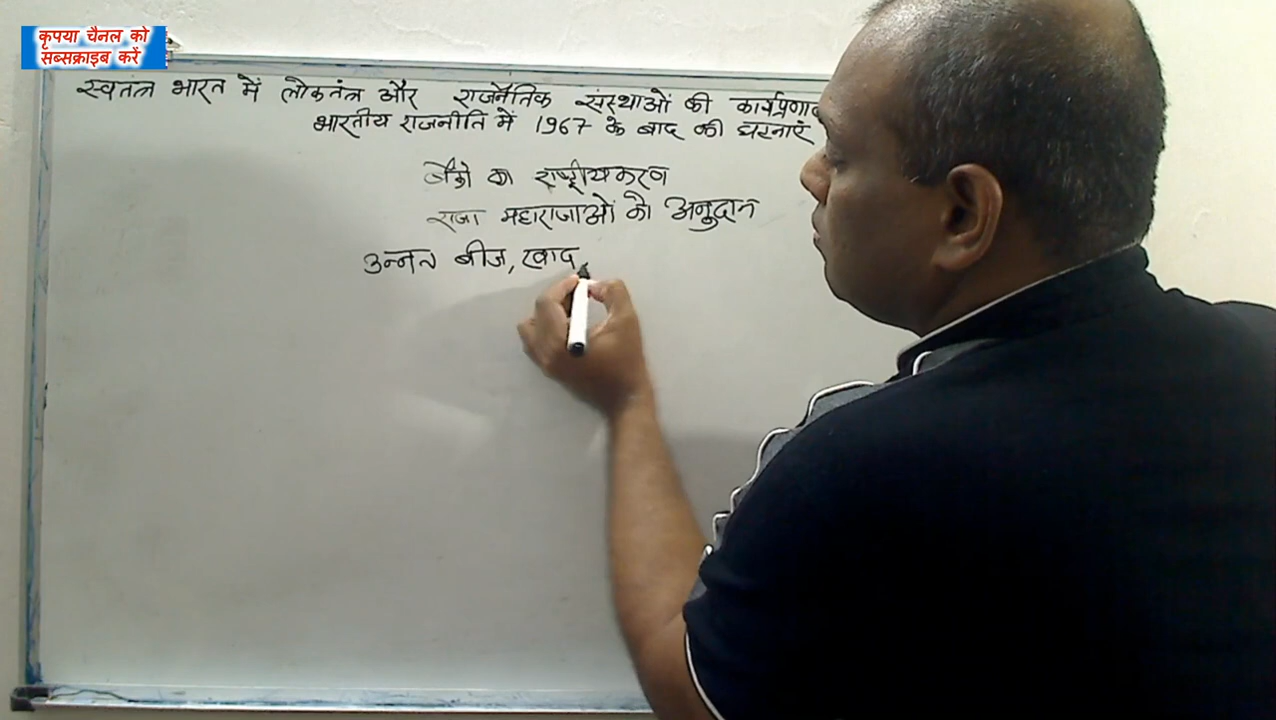 कृपया चैनल को
सब्सक्राइब करें
स्वतंत्र भारत में लोकतंत्र और राजनैतिक संस्थाओं की
भारतीय राजनीति में 1967 के बाद की घटनाएं
बैंको का राष्ट्रीयकरण
राजा महाराजाओं को अनुदान
उन्नत बीज, खाद,